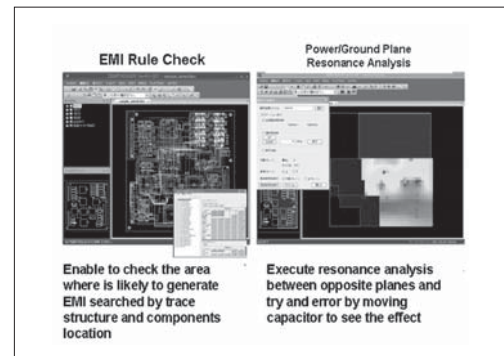 EMI Rule Check
Enable to check the area
where is likely to generate
EMI searched by trace
structure and components
location
Power/Ground Plane
Resonance Analysis
Execute resonance analysis
between opposite planes and
try and error by moving
capacitor to see the effect